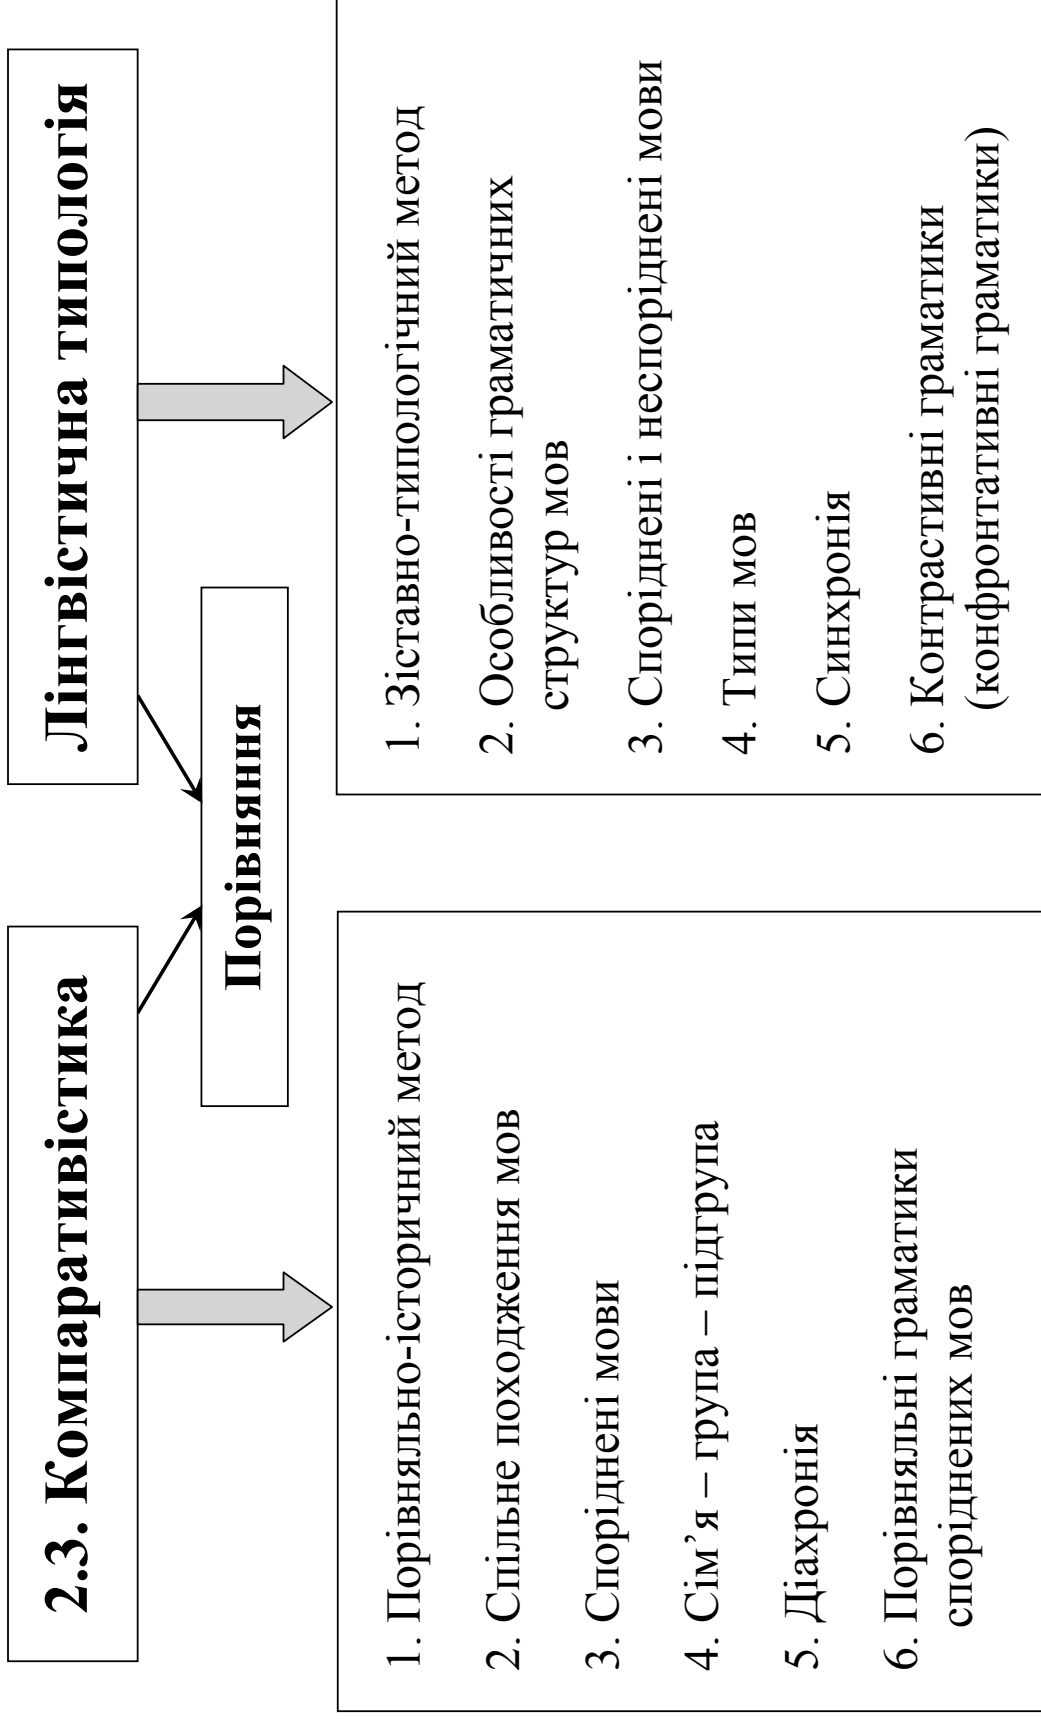 2.3. Компаративістика
Лінгвістична типологія
Порівняння
1. Порівняльно-історичний метод
2. Спільне походження мов
3. Споріднені мови
4. Сім’я – група – підгрупа
5. Діахронія
6. Порівняльні граматики
споріднених мов
1. Зіставно-типологічний метод
2. Особливості граматичних
структур мов
3. Споріднені і неспоріднені мови
4. Типи мов
5. Синхронія
6. Контрастивні граматики
(конфронтативні граматики)